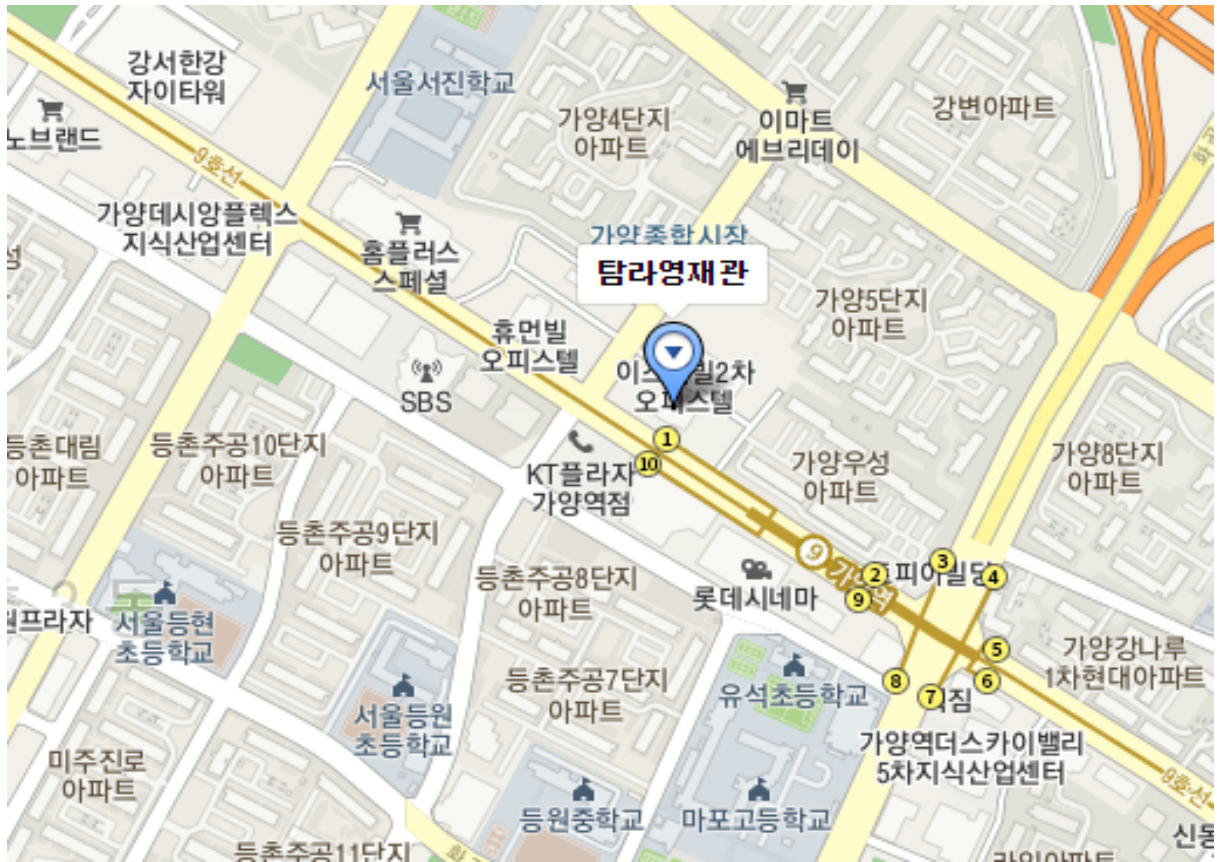 강서한강
자이타워
서울서진학교
노브랜드
가양4단지
아파트
이마트
에브리데이
강변아파트
9호선
가양데시앙플렉스
지식산업센터
홈플러스
스페셜
가양종합시장
탐라영재관
가양5단지
아파트
휴먼빌
오피스텔
2차
오피스텔
SBS
등촌대림
아파트
등촌주공10단지
아파트
1
10
KT플라자
가양역점
가양우성
아파트
가양8단지
아파트
등촌주공9단지
아파트
9
2
3
4
9
롯데시네마
등촌주공8단지
아파트
서울등현
초등학교
5
6
7
8
가양강나루
1차현대아파트
유석초등학교
등촌주공7단지
아파트
서울등원
초등학교
가양역더스카이밸리
5차지식산업센터
미주진로
아파트
9호선
등원중학교
마포고등학교
등촌주공11단지